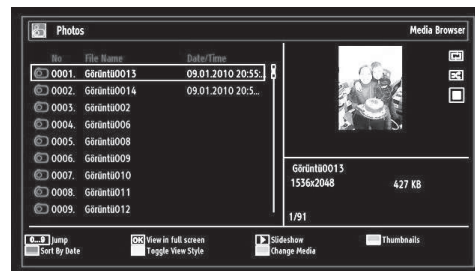 Photos
Media Browser
No File Name Date/Time
0001. Görüntü0013 09.01.2010 20:55:..
0002. Görüntü0014 09.01.2010 20:5...
0003. Görüntü002
0004. Görüntü006
0005. Görüntü008
0006. Görüntü009
0007. Görüntü010
0008. Görüntü011
0009. Görüntü012
Görüntü0013
1536x2048 427 KB
1/91
0...9 Jump
OK View in full screen
Slideshow
Thumbnails
Sort By Date
Toggle View Style
Change Media